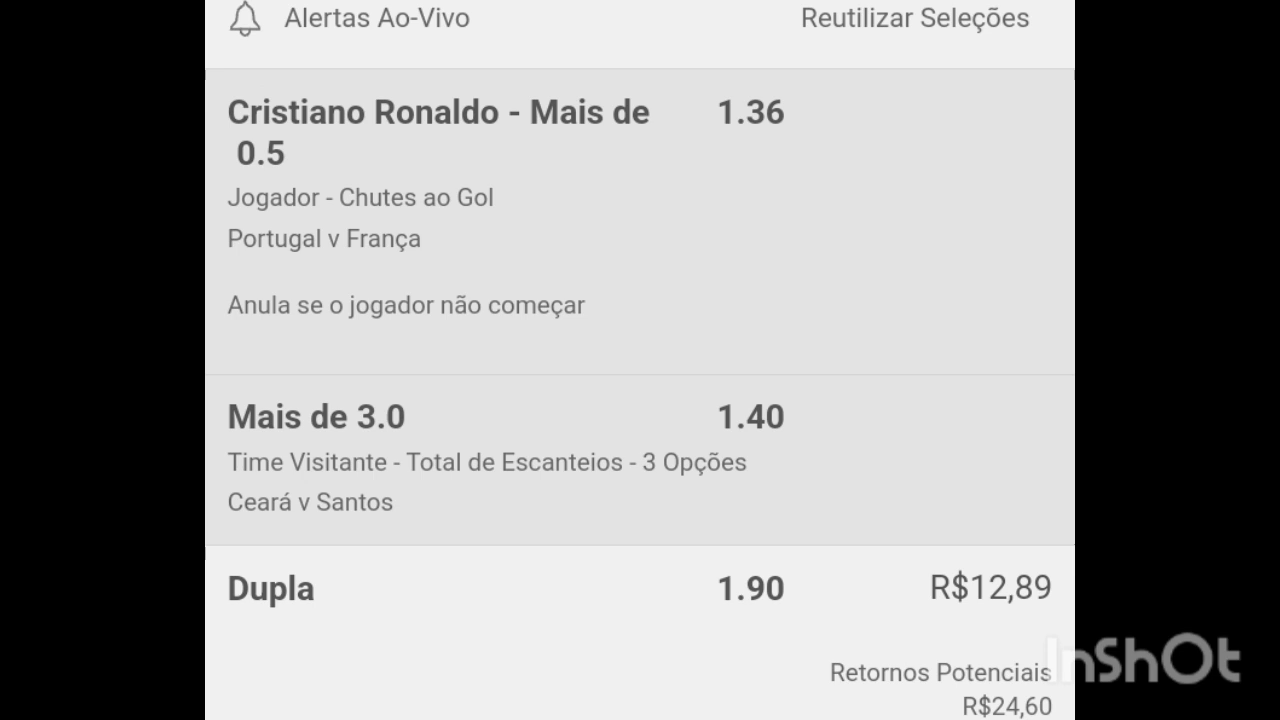 Alertas Ao-Vivo Reutilizar Seleções
Cristiano Ronaldo - Mais de 1.36
0.5
Jogador - Chutes ao Gol
Portugal v França
Anula se o jogador não começar
Mais de 3.0 1.40
Time Visitante - Total de Escanteios - 3 Opções
Ceará v Santos
Dupla 1.90 R$12,89
Retornos Potenciais
R$24,60
InShOt